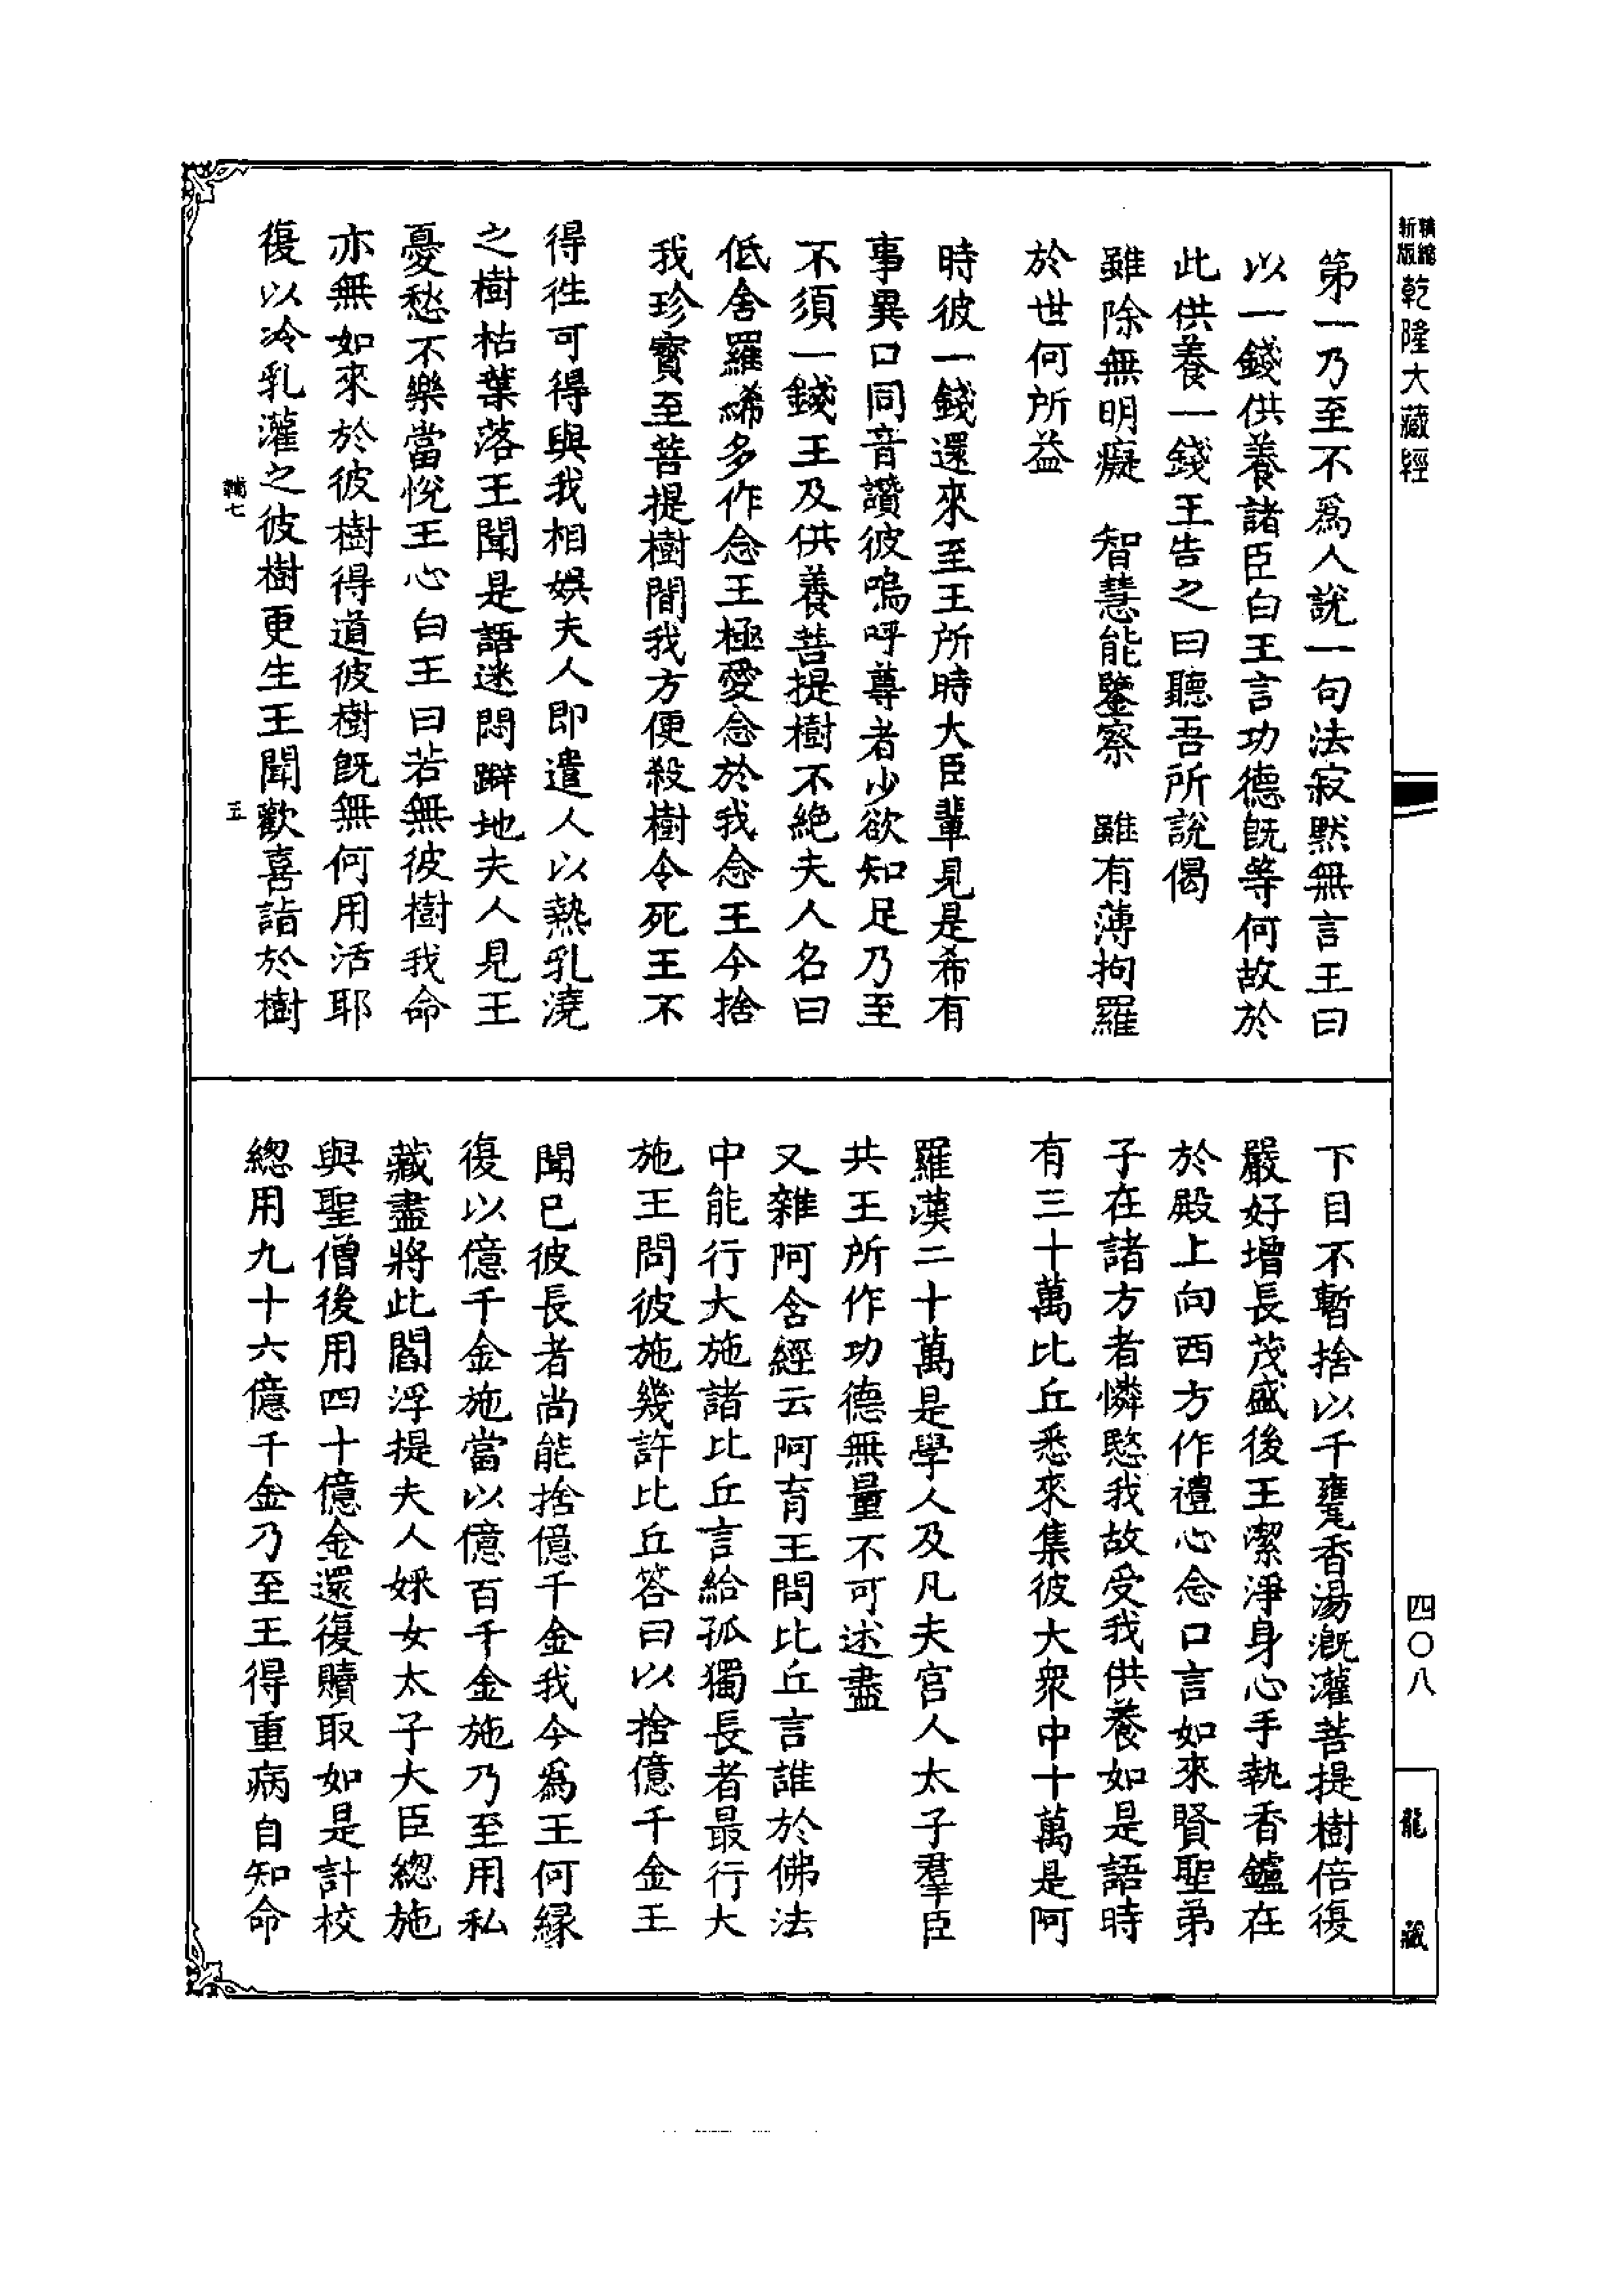 新編
新版
乾隆大藏經
四〇八
龍藏
第一乃至不爲人說一句法寂默無言王曰
以一錢供養諸臣白王言功德旣等何故於
此供養一錢王告之曰聽吾所說偈
雖除無明癡　智慧能鑒察　雖有薄拘羅
於世何所益
時彼一錢還來至王所時大臣輩見是希有
事異口同音讚彼嗚呼尊者少欲知足乃至
不須一錢王及供養菩提樹不絶夫人名曰
低舍羅絺多作念王極愛念於我念王今捨
我珍寶至菩提樹間我方便殺樹令死王不
得徃可得與我相娛夫人即遣人以熱乳澆
之樹枯葉落王聞是語迷悶躃地夫人見王
憂愁不樂當悅王心白王曰若無彼樹我命
亦無如來於彼樹得道彼樹旣無何用活耶
復以冷乳灌之彼樹更生王聞歡喜詣於樹
輔七
五
下目不暫捨以千甕香湯漑灌菩提樹倍復
嚴好增長茂盛後王潔淨身心手執香鑪在
於殿上向西方作禮心念口言如來賢聖弟
子在諸方者憐愍我故受我供養如是語時
有三十萬比丘悉來集彼大衆中十萬是阿
羅漢二十萬是學人及凡夫宫人太子羣臣
共王所作功德無量不可述盡
又雜阿含經云阿育王問比丘言誰於佛法
中能行大施諸比丘言給孤獨長者最行大
施王問彼施幾許比丘答曰以捨億千金王
聞已彼長者尚能捨億千金我今爲王何縁
復以億千金施當以億百千金施乃至用私
藏盡將此閻浮提夫人婇女太子大臣總施
與聖僧後用四十億金還復贖取如是計校
總用九十六億千金乃至王得重病自知命